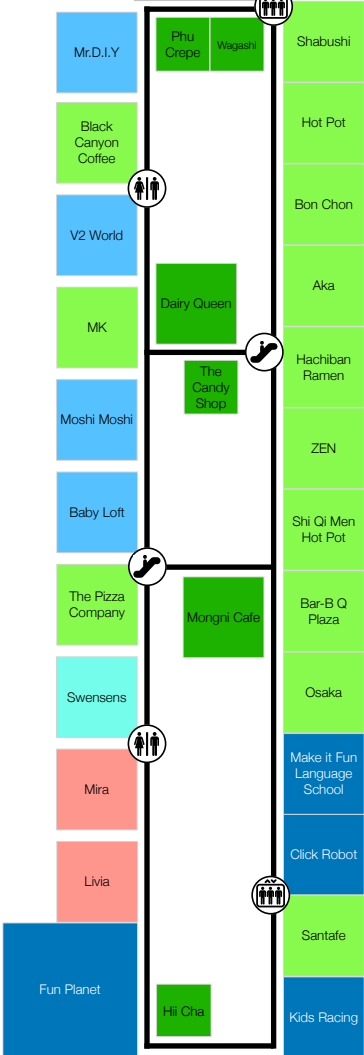 Mr.D.I.Y
Black
Canyon
Coffee
V2 World
MK
Moshi Moshi
Baby Loft
The Pizza
Company
Swensens
Mira
Livia
Fun Planet
Phu
Crepe
Wagashi
Dairy Queen
The
Candy
Shop
Mongni Cafe
Hii Cha
Shabushi
Hot Pot
Bon Chon
Aka
Hachiban
Ramen
ZEN
Shi Qi Men
Hot Pot
Bar-B Q
Plaza
Osaka
Make it Fun
Language
School
Click Robot
Santafe
Kids Racing